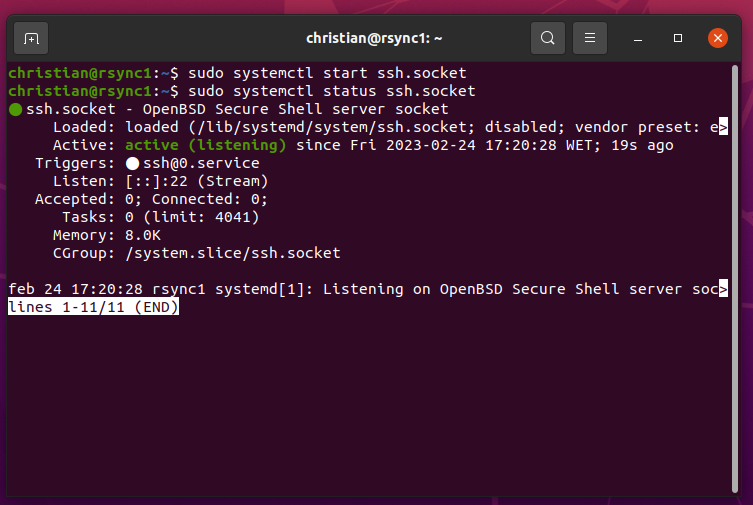 christian@rsync1: ~
christian@rsync1:~$ sudo systemctl start ssh.socket
christian@rsync1:~$ sudo systemctl status ssh.socket
● ssh.socket - OpenBSD Secure Shell server socket
     Loaded: loaded (/lib/systemd/system/ssh.socket; disabled; vendor preset: e>
     Active: active (listening) since Fri 2023-02-24 17:20:28 WET; 19s ago
   Triggers: ● ssh@0.service
     Listen: [::]:22 (Stream)
   Accepted: 0; Connected: 0;
      Tasks: 0 (limit: 4041)
     Memory: 8.0K
     CGroup: /system.slice/ssh.socket
feb 24 17:20:28 rsync1 systemd[1]: Listening on OpenBSD Secure Shell server soc>
lines 1-11/11 (END)